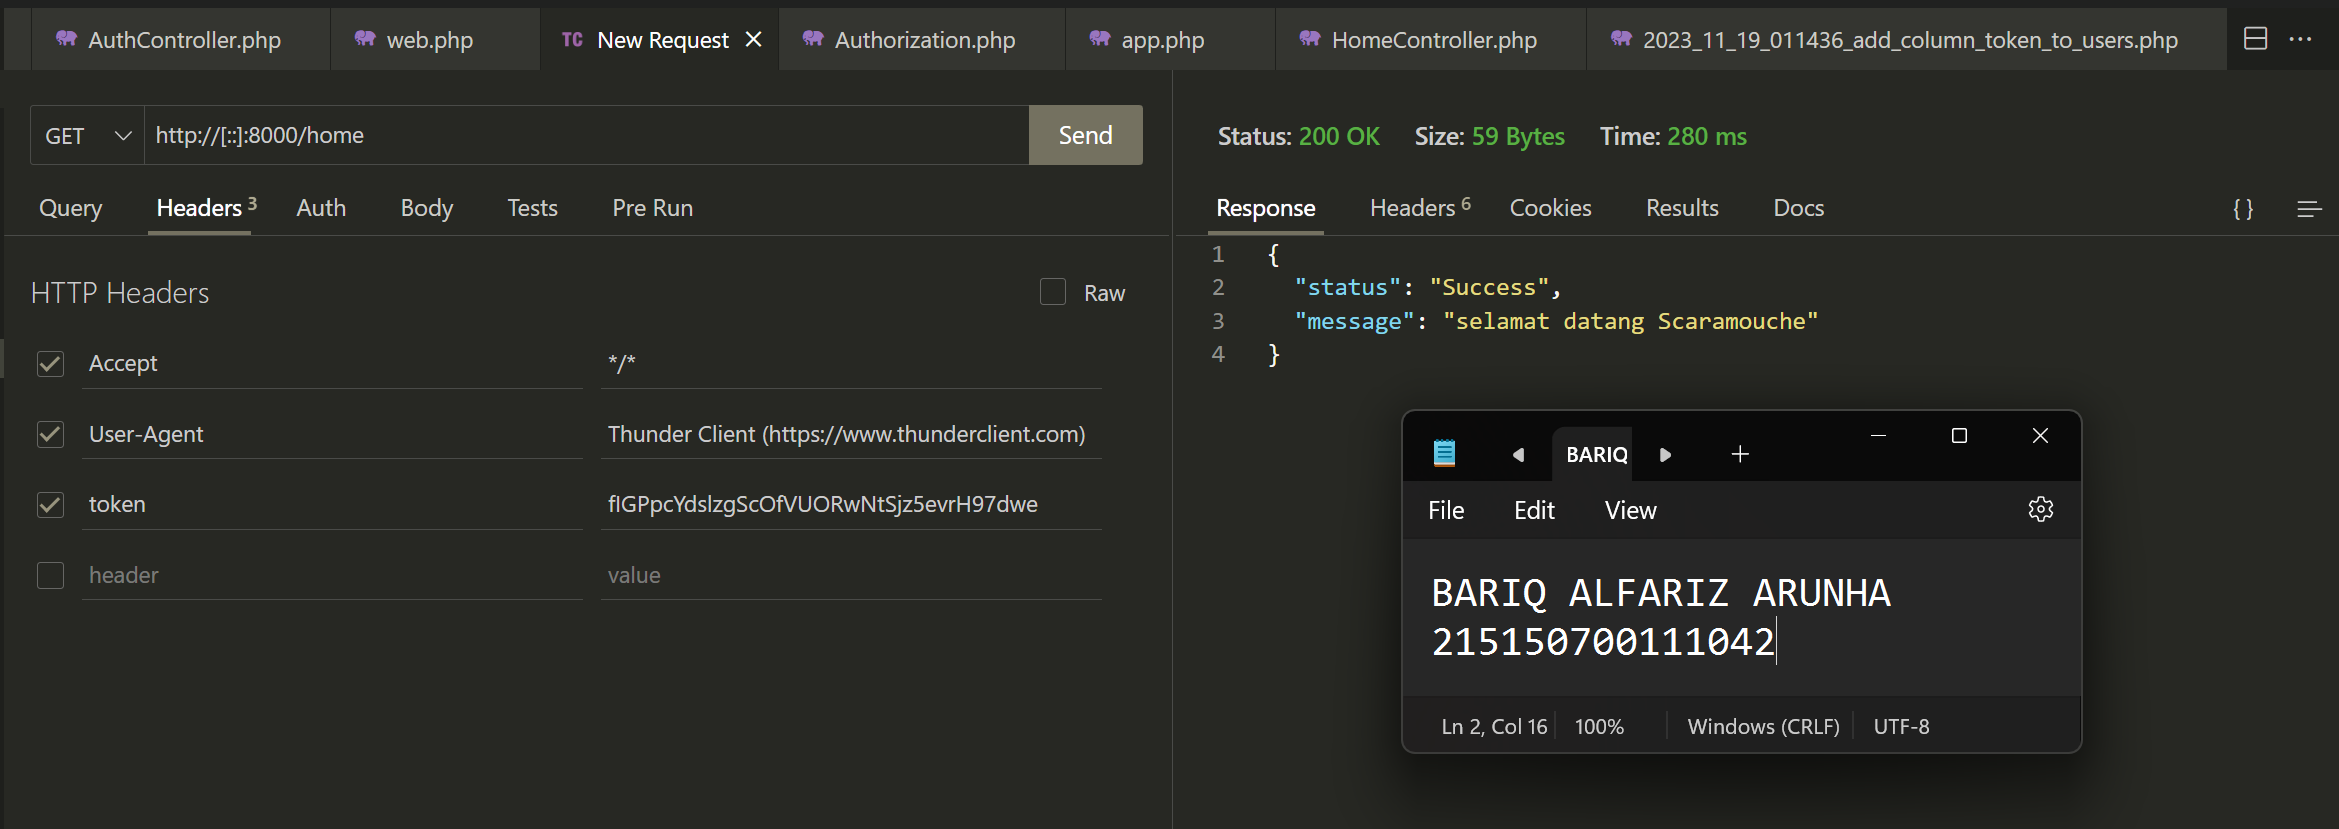 AuthController.php
web.php
TC New Request
Authorization.php
app.php
HomeController.php
2023_11_19_011436_add_column_token_to_users.php
GET http://[::]:8000/home Send
Query Headers 3 Auth Body Tests Pre Run
HTTP Headers Raw
Accept */*
User-Agent Thunder Client (https://www.thunderclient.com)
token fIGPpcYdslzgScOfVUORwNtSjz5evrH97dwe
header value
Status: 200 OK Size: 59 Bytes Time: 280 ms
Response Headers 6 Cookies Results Docs { }
1 {
2 "status": "Success",
3 "message": "selamat datang Scaramouche"
4 }
BARIQ
File Edit View
BARIQ ALFARIZ ARUNHA
215150700111042
Ln 2, Col 16 100% Windows (CRLF) UTF-8